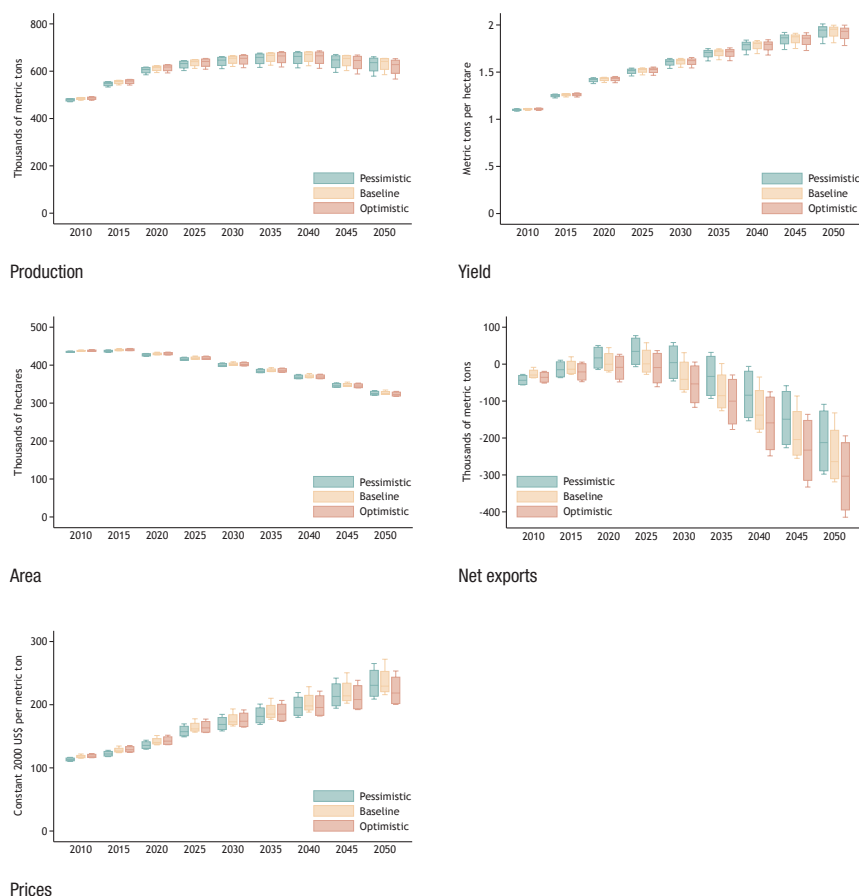 800
600
400
200
0
Thousands of metric tons
Pessimistic
Baseline
Optimistic
2010 2015 2020 2025 2030 2035 2040 2045 2050
Production
2
1.5
1
.5
0
Metric tons per hectare
Pessimistic
Baseline
Optimistic
2010 2015 2020 2025 2030 2035 2040 2045 2050
Yield
500
400
300
200
100
0
Thousands of hectares
Pessimistic
Baseline
Optimistic
2010 2015 2020 2025 2030 2035 2040 2045 2050
Area
100
0
-100
-200
-300
-400
Thousands of metric tons
Pessimistic
Baseline
Optimistic
2010 2015 2020 2025 2030 2035 2040 2045 2050
Net exports
300
200
100
0
Constant 2000 US$ per metric ton
Pessimistic
Baseline
Optimistic
2010 2015 2020 2025 2030 2035 2040 2045 2050
Prices